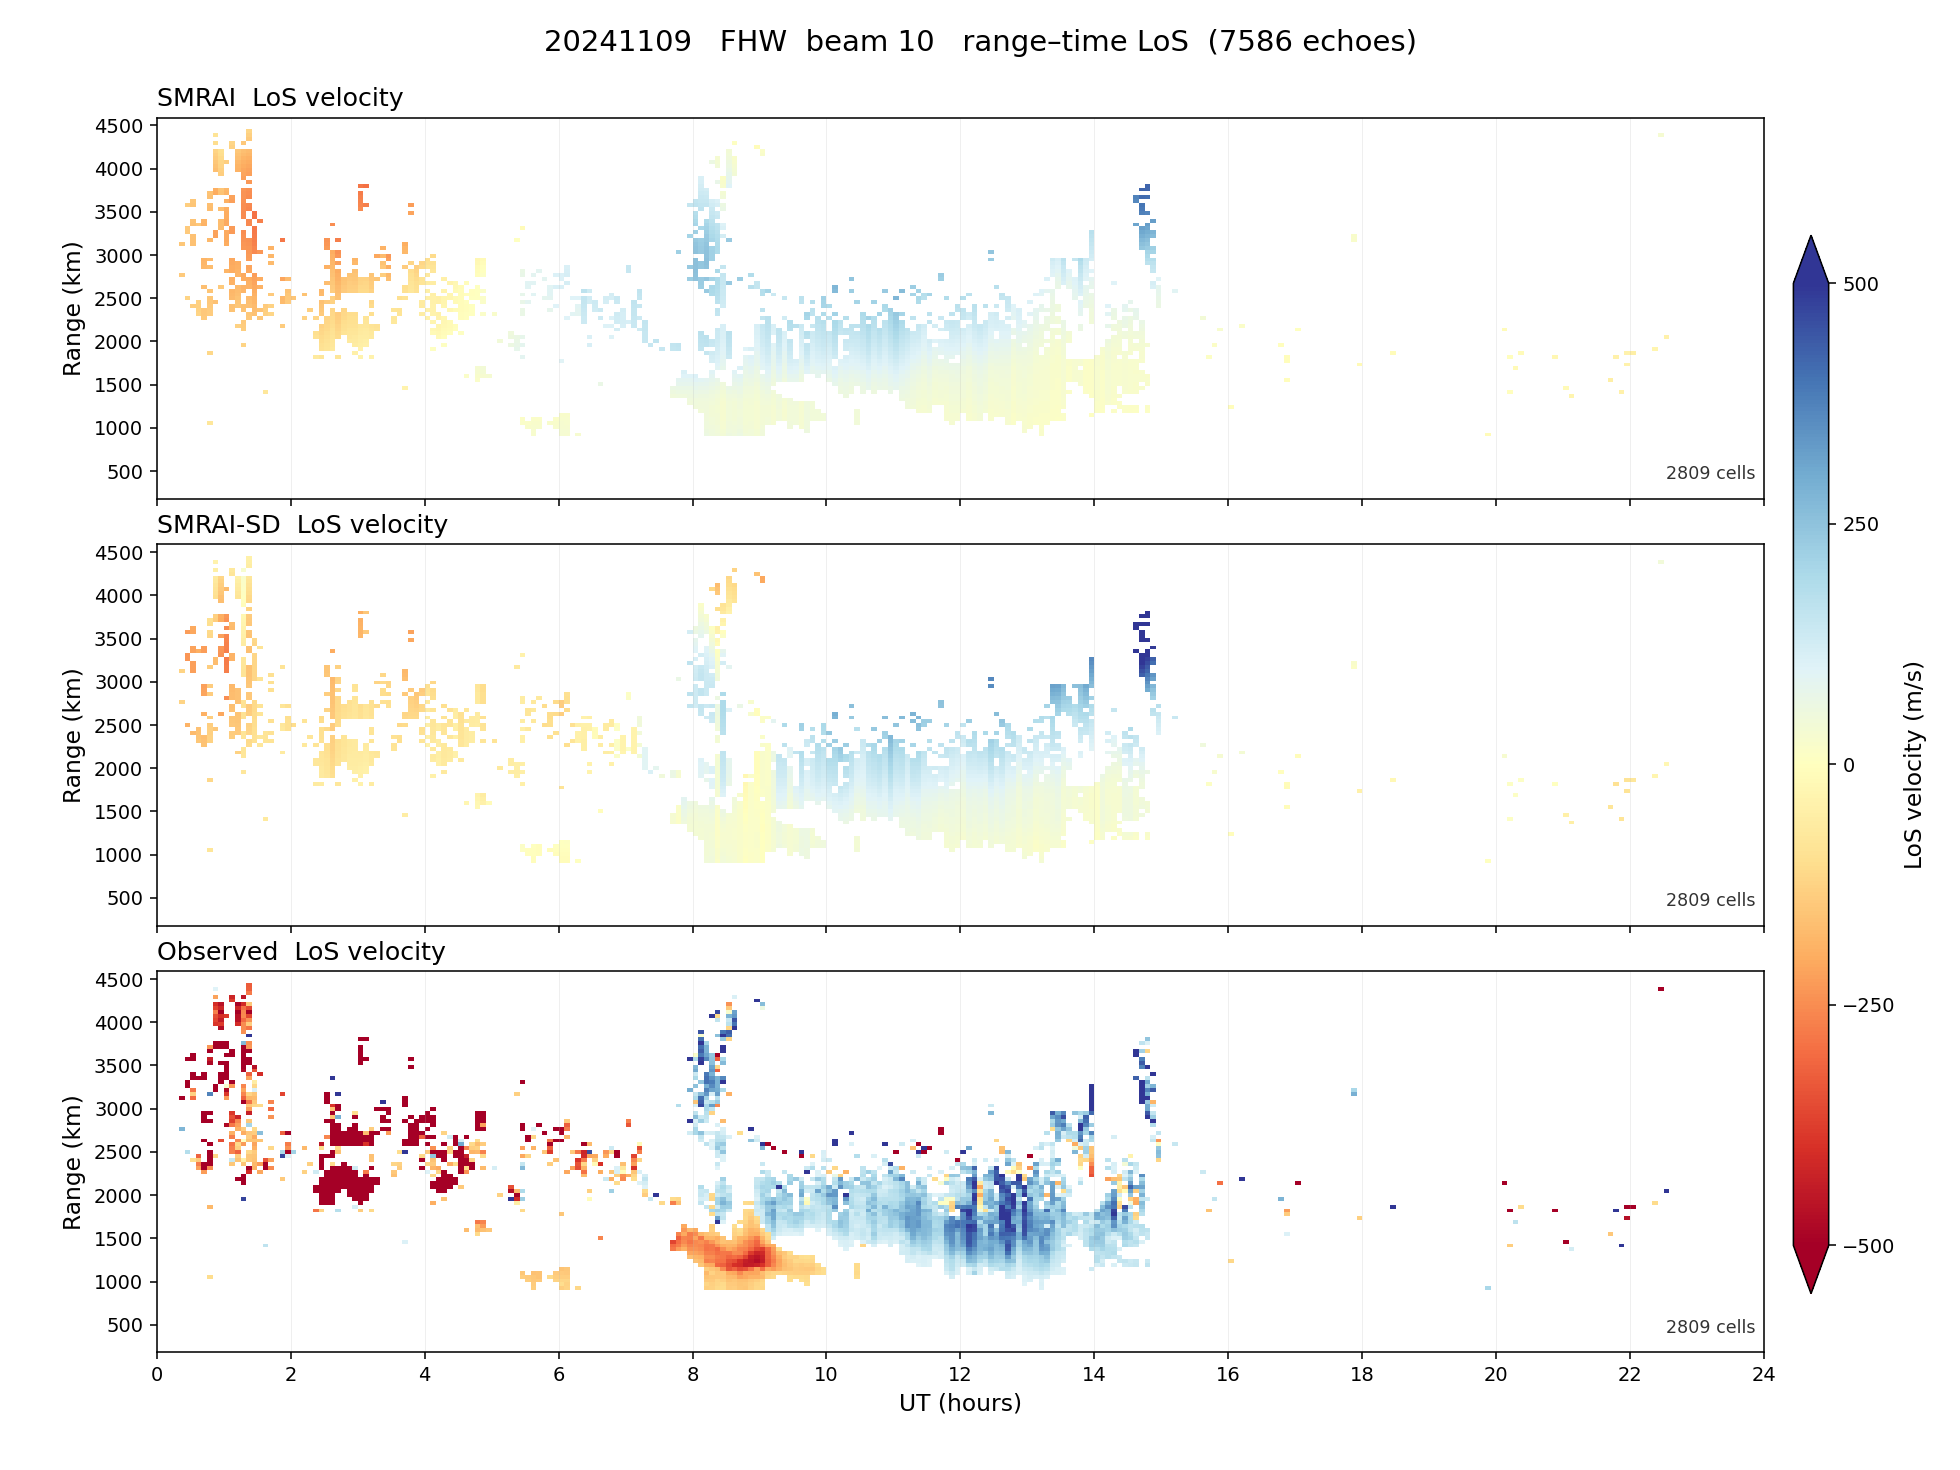 20241109 FHW beam 10 range–time LoS (7586 echoes)
SMRAI LoS velocity
4500
4000
3500
3000
2500
2000
1500
1000
500
Range (km)
2809 cells
SMRAI-SD LoS velocity
4500
4000
3500
3000
2500
2000
1500
1000
500
Range (km)
2809 cells
Observed LoS velocity
4500
4000
3500
3000
2500
2000
1500
1000
500
Range (km)
2809 cells
0 2 4 6 8 10 12 14 16 18 20 22 24
UT (hours)
500
250
0
−250
−500
LoS velocity (m/s)